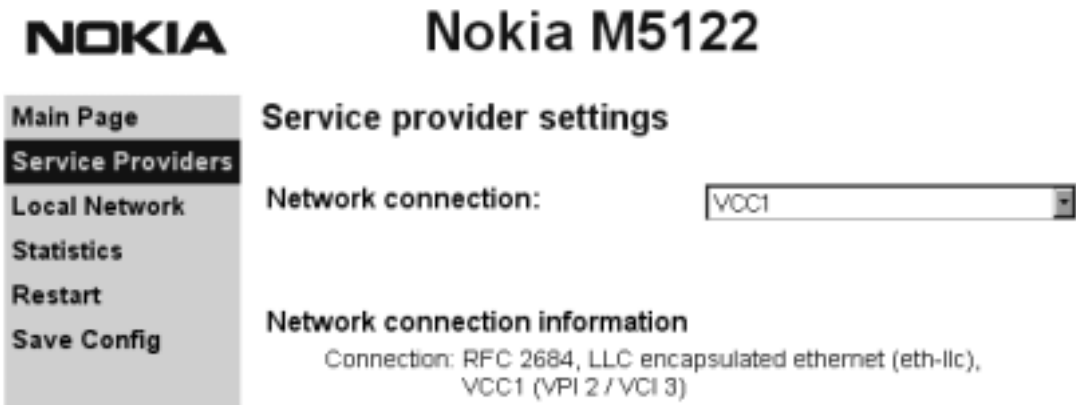 NOKIA
Nokia M5122
Main Page
Service Providers
Local Network
Statistics
Restart
Save Config
Service provider settings
Network connection:
VCC1
Network connection information
Connection: RFC 2684, LLC encapsulated ethernet (eth-llc),
VCC1 (VPI 2 / VCI 3)